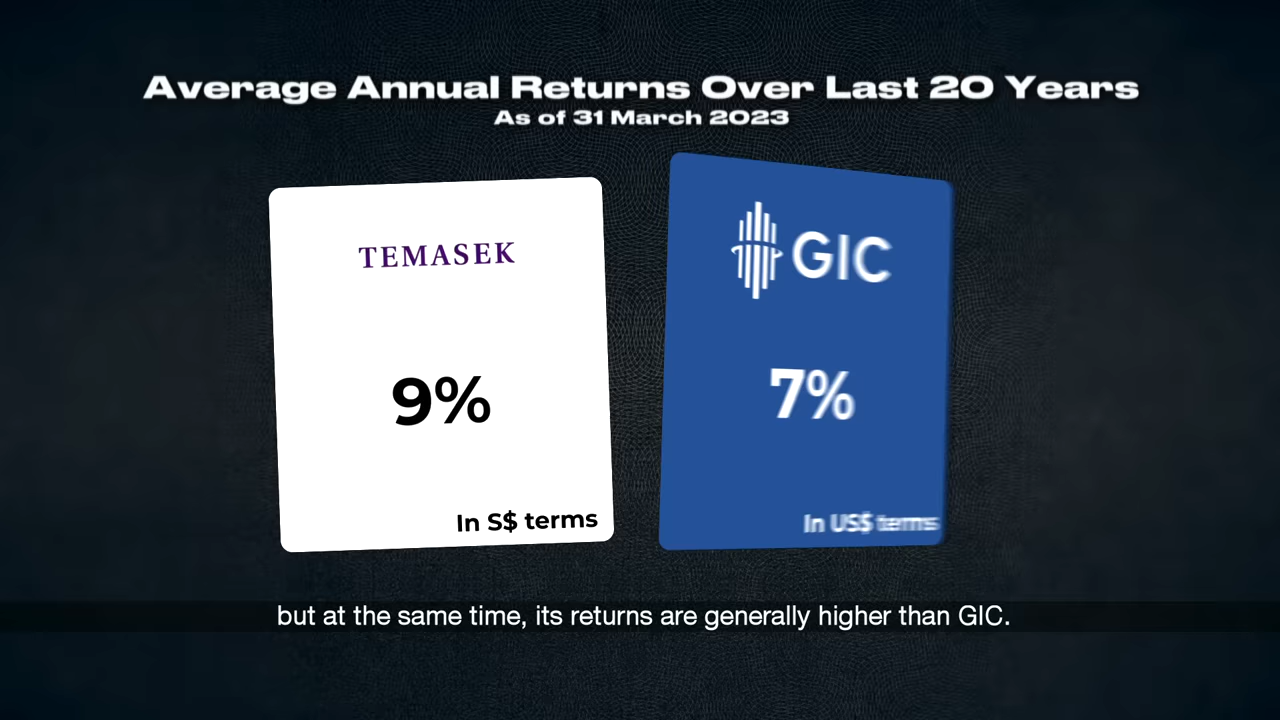 Average Annual Returns Over Last 20 Years
As of 31 March 2023
TEMASEK
9%
In S$ terms
GIC
7%
In US$ terms
but at the same time, its returns are generally higher than GIC.